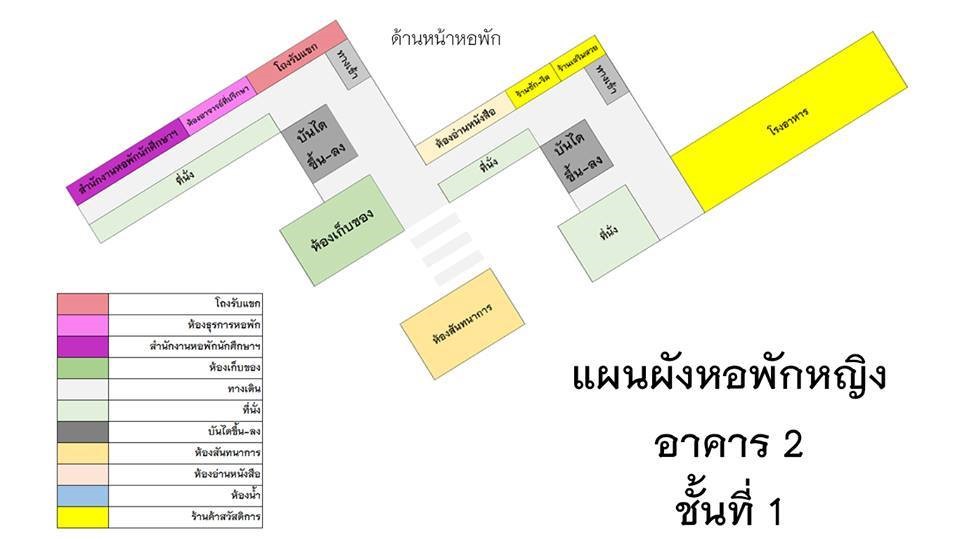 ด้านหน้าหอพัก
โถงรับแขก
ทางเข้า
ห้องอาจารย์ที่ปรึกษา
สำนักงานหอพักนักศึกษาฯ
ที่นั่ง
บันได
ขึ้น-ลง
ห้องเก็บของ
ร้านเสริมสวย
ทางเข้า
ร้านซัก-รีด
ห้องอ่านหนังสือ
ที่นั่ง
บันได
ขึ้น-ลง
ที่นั่ง
โรงอาหาร
ห้องสันทนาการ
โถงรับแขก
ห้องธุรการหอพัก
สำนักงานหอพักนักศึกษาฯ
ห้องเก็บของ
ทางเดิน
ที่นั่ง
บันไดขึ้น-ลง
ห้องสันทนาการ
ห้องอ่านหนังสือ
ห้องน้ำ
ร้านค้าสวัสดิการ
แผนผังหอพักหญิง
อาคาร 2
ชั้นที่ 1